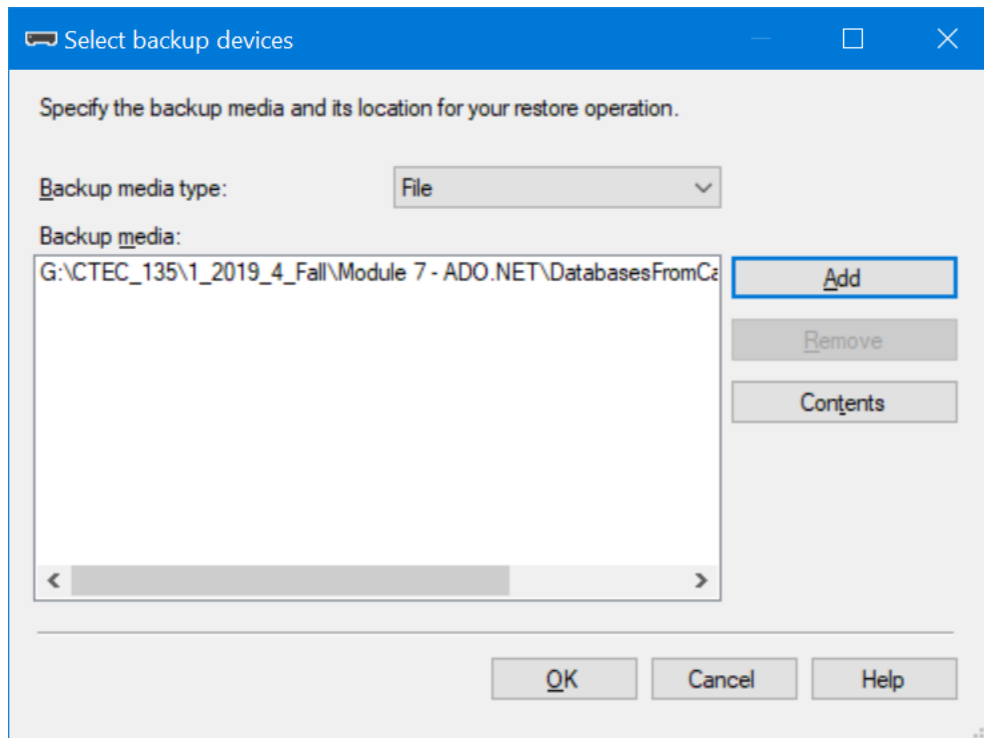 Select backup devices
Specify the backup media and its location for your restore operation.
Backup media type:
File
Backup media:
G:\CTEC_135\1_2019_4_Fall\Module 7 - ADO.NET\DatabasesFromCa
Add
Remove
Contents
OK
Cancel
Help